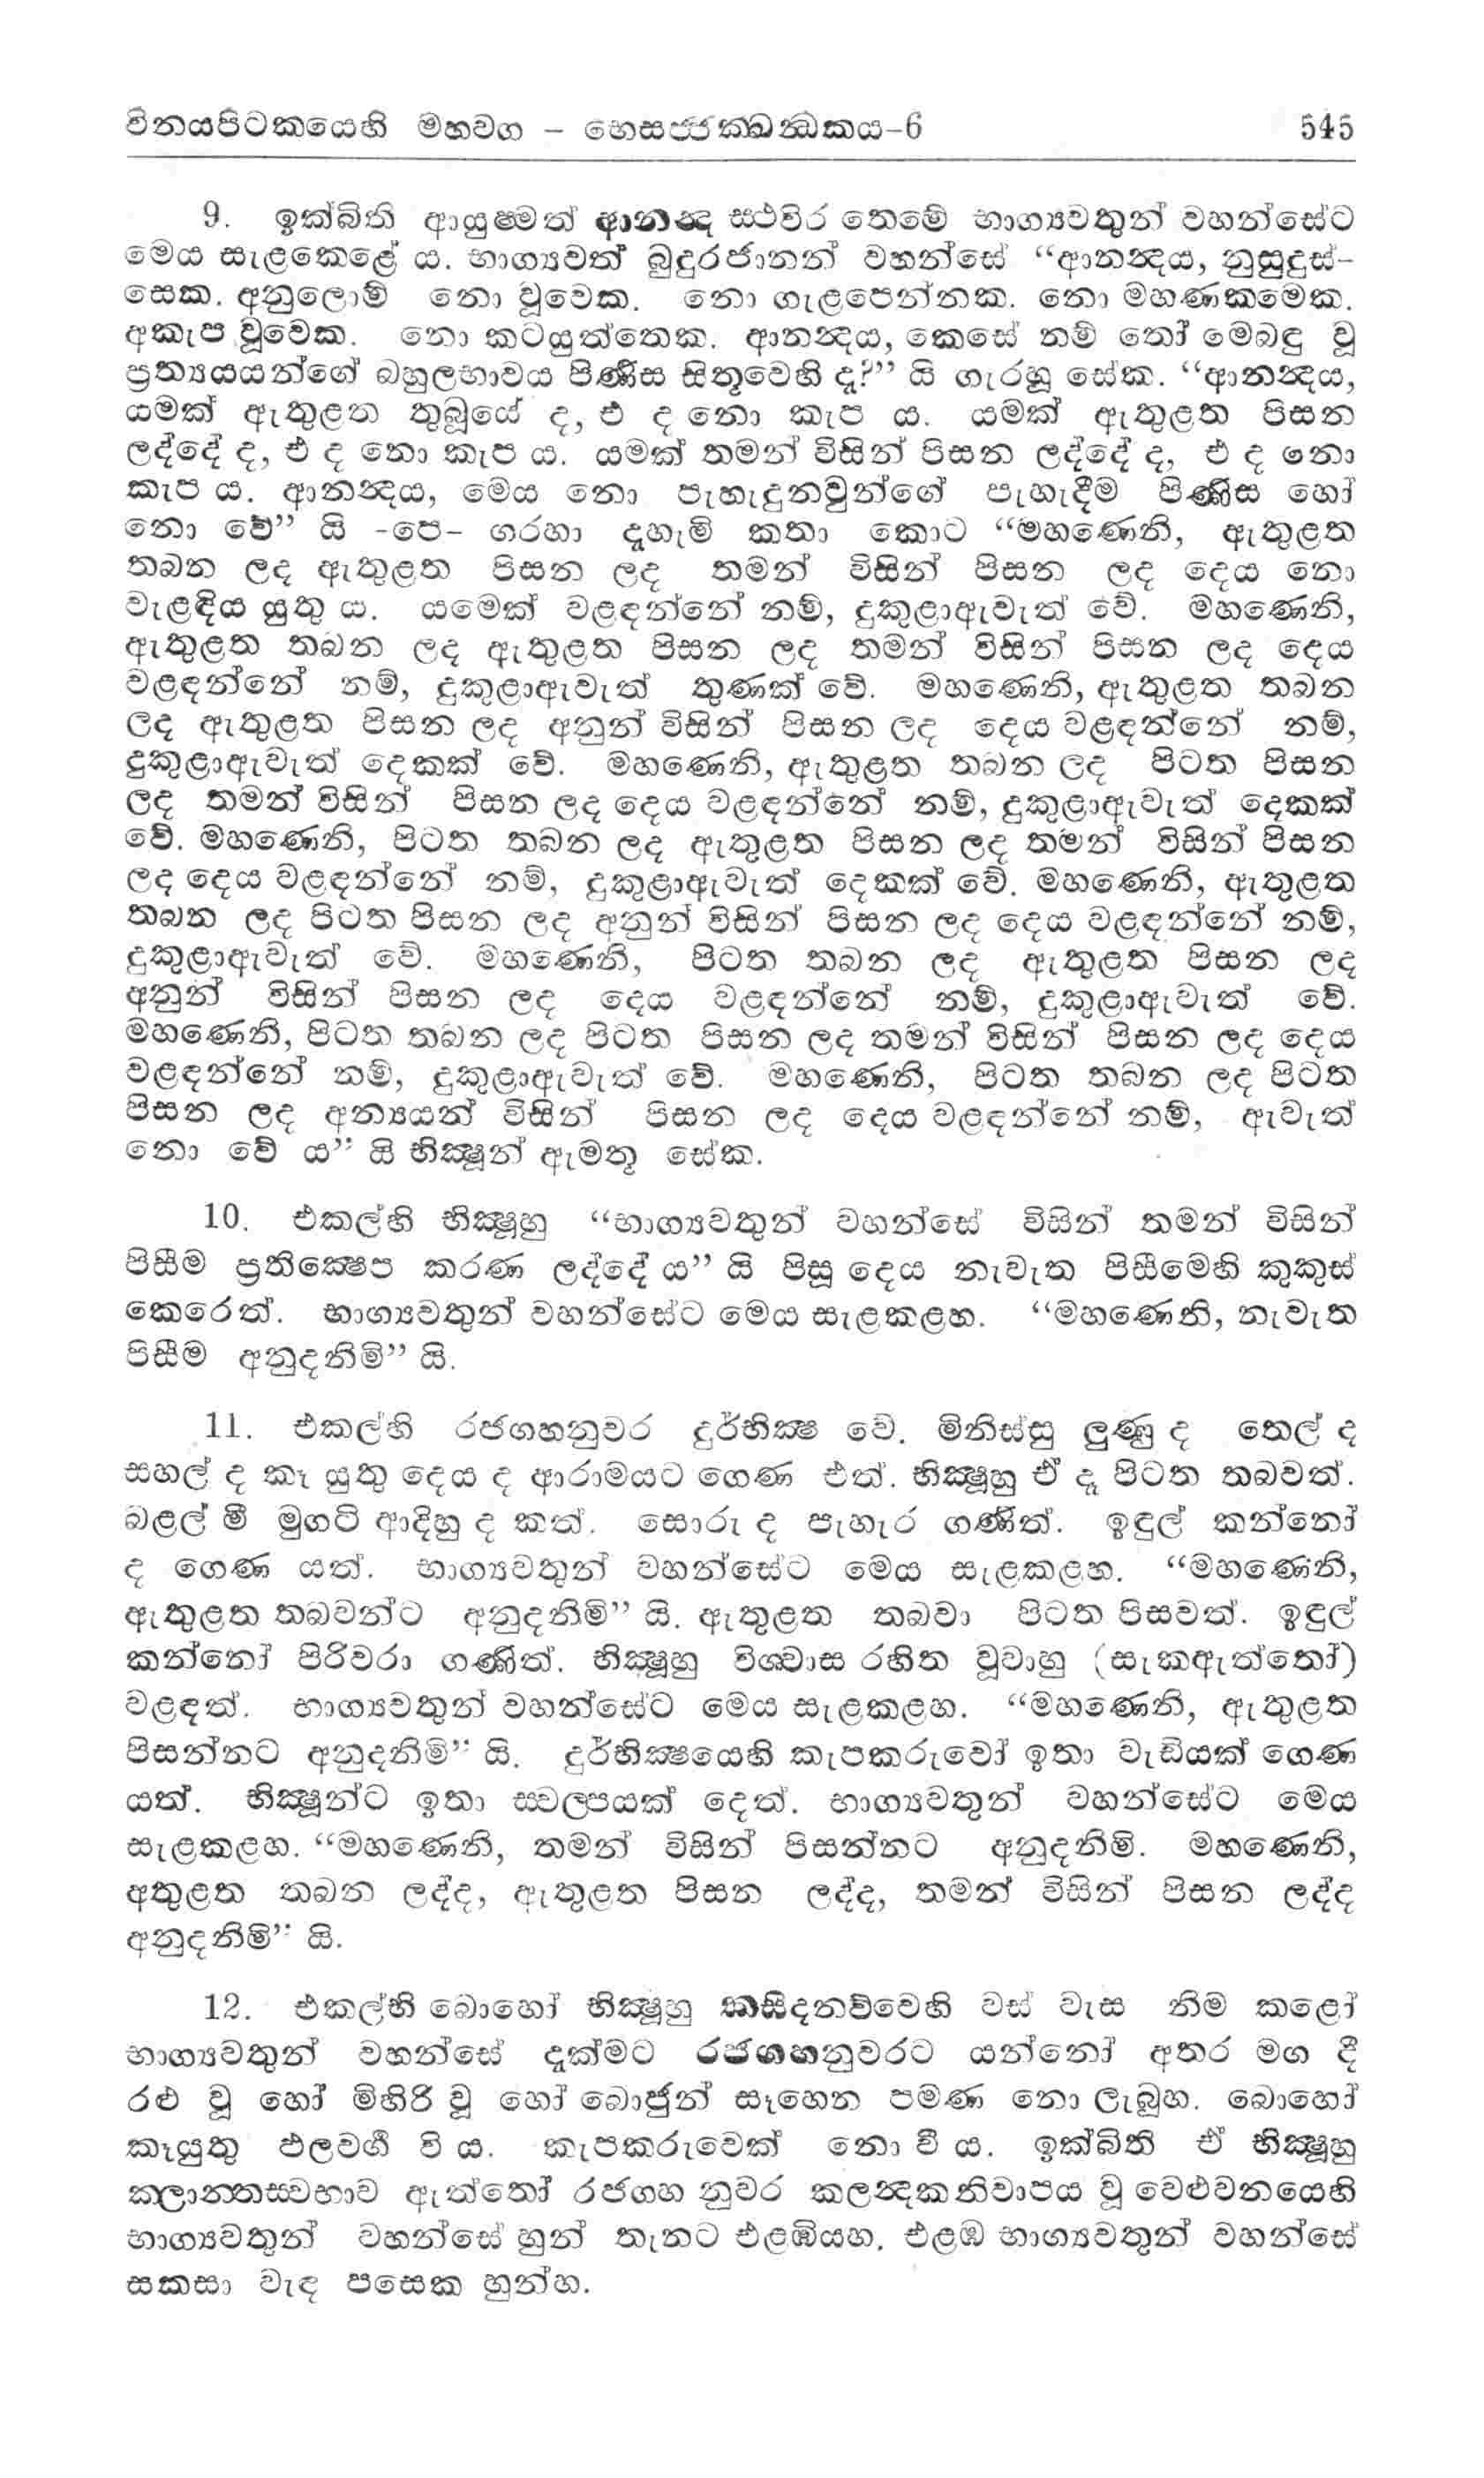 විනයපිටකයෙහි මහවග – භෙසජ්ජක්ඛන්ධකය–6 545
9. ඉක්බිති ආයුෂ්මත් ආනන්ද ස්ථවිර තෙමේ භාග්‍යවතුන් වහන්සේට
මෙය සැළකෙළේ ය. භාග්‍යවත් බුදුරජානන් වහන්සේ “ආනන්දය, නුසුදුස්-
සෙක. අනුලොම් නො වූවෙක. නො ගැළපෙන්නක. නො මහණකමෙක.
අකැප වූවෙක. නො කටයුත්තෙක. ආනන්දය, කෙසේ නම් තෝ මෙබඳු වූ
ප්‍රත්‍යයයන්ගේ බහුලභාවය පිණිස සිතූවෙහි දැ?” යි ගැරහූ සේක. “ආනන්දය,
යමක් ඇතුළත තුබූයේ ද, එ ද නො කැප ය. යමක් ඇතුළත පිසන
ලද්දේ ද, එ ද නො කැප ය. යමක් තමන් විසින් පිසන ලද්දේ ද, එ ද නො
කැප ය. ආනන්දය, මෙය නො පැහැදුනවුන්ගේ පැහැදීම පිණිස හෝ
නො වේ” යි -පෙ- ගරහා දැහැමි කතා කොට “මහණෙනි, ඇතුළත
තබන ලද ඇතුළත පිසන ලද තමන් විසින් පිසන ලද දෙය නො
වැළඳිය යුතු ය. යමෙක් වළඳන්නේ නම්, දුකුළාඇවැත් වේ. මහණෙනි,
ඇතුළත තබන ලද ඇතුළත පිසන ලද තමන් විසින් පිසන ලද දෙය
වළඳන්නේ නම්, දුකුළාඇවැත් තුණක් වේ. මහණෙනි, ඇතුළත තබන
ලද ඇතුළත පිසන ලද අනුන් විසින් පිසන ලද දෙය වළඳන්නේ නම්,
දුකුළාඇවැත් දෙකක් වේ. මහණෙනි, ඇතුළත තබන ලද පිටත පිසන
ලද තමන් විසින් පිසන ලද දෙය වළඳන්නේ නම්, දුකුළාඇවැත් දෙකක්
වේ. මහණෙනි, පිටත තබන ලද ඇතුළත පිසන ලද තමන් විසින් පිසන
ලද දෙය වළඳන්නේ නම්, දුකුළාඇවැත් දෙකක් වේ. මහණෙනි, ඇතුළත
තබන ලද පිටත පිසන ලද අනුන් විසින් පිසන ලද දෙය වළඳන්නේ නම්,
දුකුළාඇවැත් වේ. මහණෙනි, පිටත තබන ලද ඇතුළත පිසන ලද
අනුන් විසින් පිසන ලද දෙය වළඳන්නේ නම්, දුකුළාඇවැත් වේ.
මහණෙනි, පිටත තබන ලද පිටත පිසන ලද තමන් විසින් පිසන ලද දෙය
වළඳන්නේ නම්, දුකුළාඇවැත් වේ. මහණෙනි, පිටත තබන ලද පිටත
පිසන ලද අන්‍යයන් විසින් පිසන ලද දෙය වළඳන්නේ නම්, ඇවැත්
නො වේ ය” යි භික්‍ෂූන් ඇමතූ සේක.
10. එකල්හි භික්‍ෂූහු “භාග්‍යවතුන් වහන්සේ විසින් තමන් විසින්
පිසීම ප්‍රතික්‍ෂෙප කරණ ලද්දේ ය” යි පිසූ දෙය නැවැත පිසීමෙහි කුකුස්
කෙරෙත්. භාග්‍යවතුන් වහන්සේට මෙය සැළකළහ. “මහණෙනි, නැවැත
පිසීම අනුදනිමි” යි.
11. එකල්හි රජගහනුවර දුර්භික්‍ෂ වේ. මිනිස්සු ලුණු ද තෙල් ද
සහල් ද කෑ යුතු දෙය ද ආරාමයට ගෙණ එත්. භික්‍ෂූහු ඒ දෑ පිටත තබවත්.
බළල් මී මුගටි ආදිහු ද කත්. සොරු ද පැහැර ගණිත්. ඉඳුල් කන්නෝ
ද ගෙණ යත්. භාග්‍යවතුන් වහන්සේට මෙය සැළකළහ. “මහණෙනි,
ඇතුළත තබවන්ට අනුදනිමි” යි. ඇතුළත තබවා පිටත පිසවත්. ඉඳුල්
කන්නෝ පිරිවරා ගණිත්. භික්‍ෂූහු විශ්වාස රහිත වූවාහු (සැකඇත්තෝ)
වළඳත්. භාග්‍යවතුන් වහන්සේට මෙය සැළකළහ. “මහණෙනි, ඇතුළත
පිසන්නට අනුදනිමි” යි. දුර්භික්‍ෂයෙහි කැපකරුවෝ ඉතා වැඩියක් ගෙණ
යත්. භික්‍ෂූන්ට ඉතා ස්වල්පයක් දෙත්. භාග්‍යවතුන් වහන්සේට මෙය
සැළකළහ. “මහණෙනි, තමන් විසින් පිසන්නට අනුදනිමි. මහණෙනි,
අතුළත තබන ලද්ද, ඇතුළත පිසන ලද්ද, තමන් විසින් පිසන ලද්ද
අනුදනිමි” යි.
12. එකල්හි බොහෝ භික්‍ෂූහු කසිදනව්වෙහි වස් වැස නිම කළෝ
භාග්‍යවතුන් වහන්සේ දැක්මට රජගහනුවරට යන්නෝ අතර මග දී
රළු වූ හෝ මිහිරි වූ හෝ බොජුන් සෑහෙන පමණ නො ලැබූහ. බොහෝ
කෑයුතු ඵලවර්‍ග වි ය. කැපකරුවෙක් නො වී ය. ඉක්බිති ඒ භික්‍ෂූහු
ක්ලාන්තස්වභාව ඇත්තෝ රජගහ නුවර කලන්දකනිවාපය වූ වෙළුවනයෙහි
භාග්‍යවතුන් වහන්සේ හුන් තැනට එළඹියහ. එළඹ භාග්‍යවතුන් වහන්සේ
සකසා වැඳ පසෙක හුන්හ.